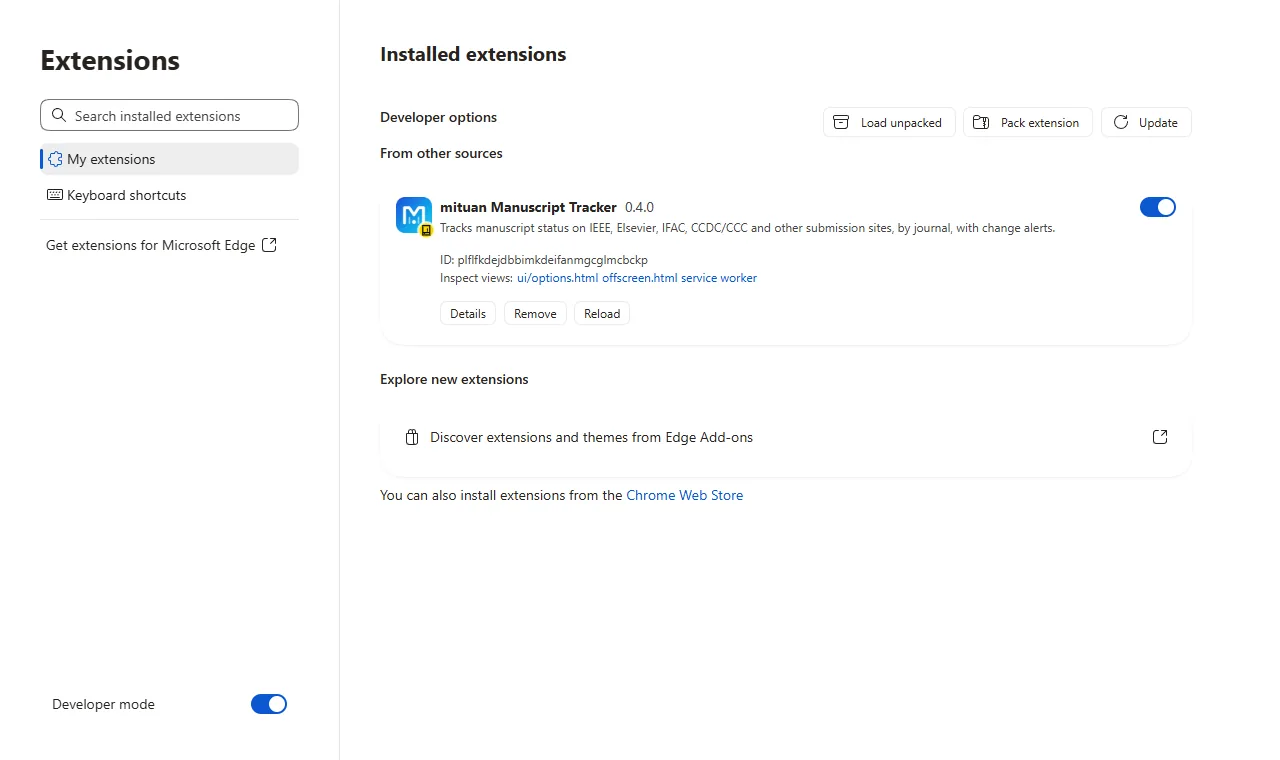 Extensions
Search installed extensions
My extensions
Keyboard shortcuts
Get extensions for Microsoft Edge
Developer mode
Installed extensions
Developer options
Load unpacked
Pack extension
Update
From other sources
mituan Manuscript Tracker 0.4.0
Tracks manuscript status on IEEE, Elsevier, IFAC, CCDC/CCC and other submission sites, by journal, with change alerts.
ID: plflfkdejdbbimkdeifanmgcglmcbckp
Inspect views: ui/options.html offscreen.html service worker
Details
Remove
Reload
Explore new extensions
Discover extensions and themes from Edge Add-ons
You can also install extensions from the Chrome Web Store